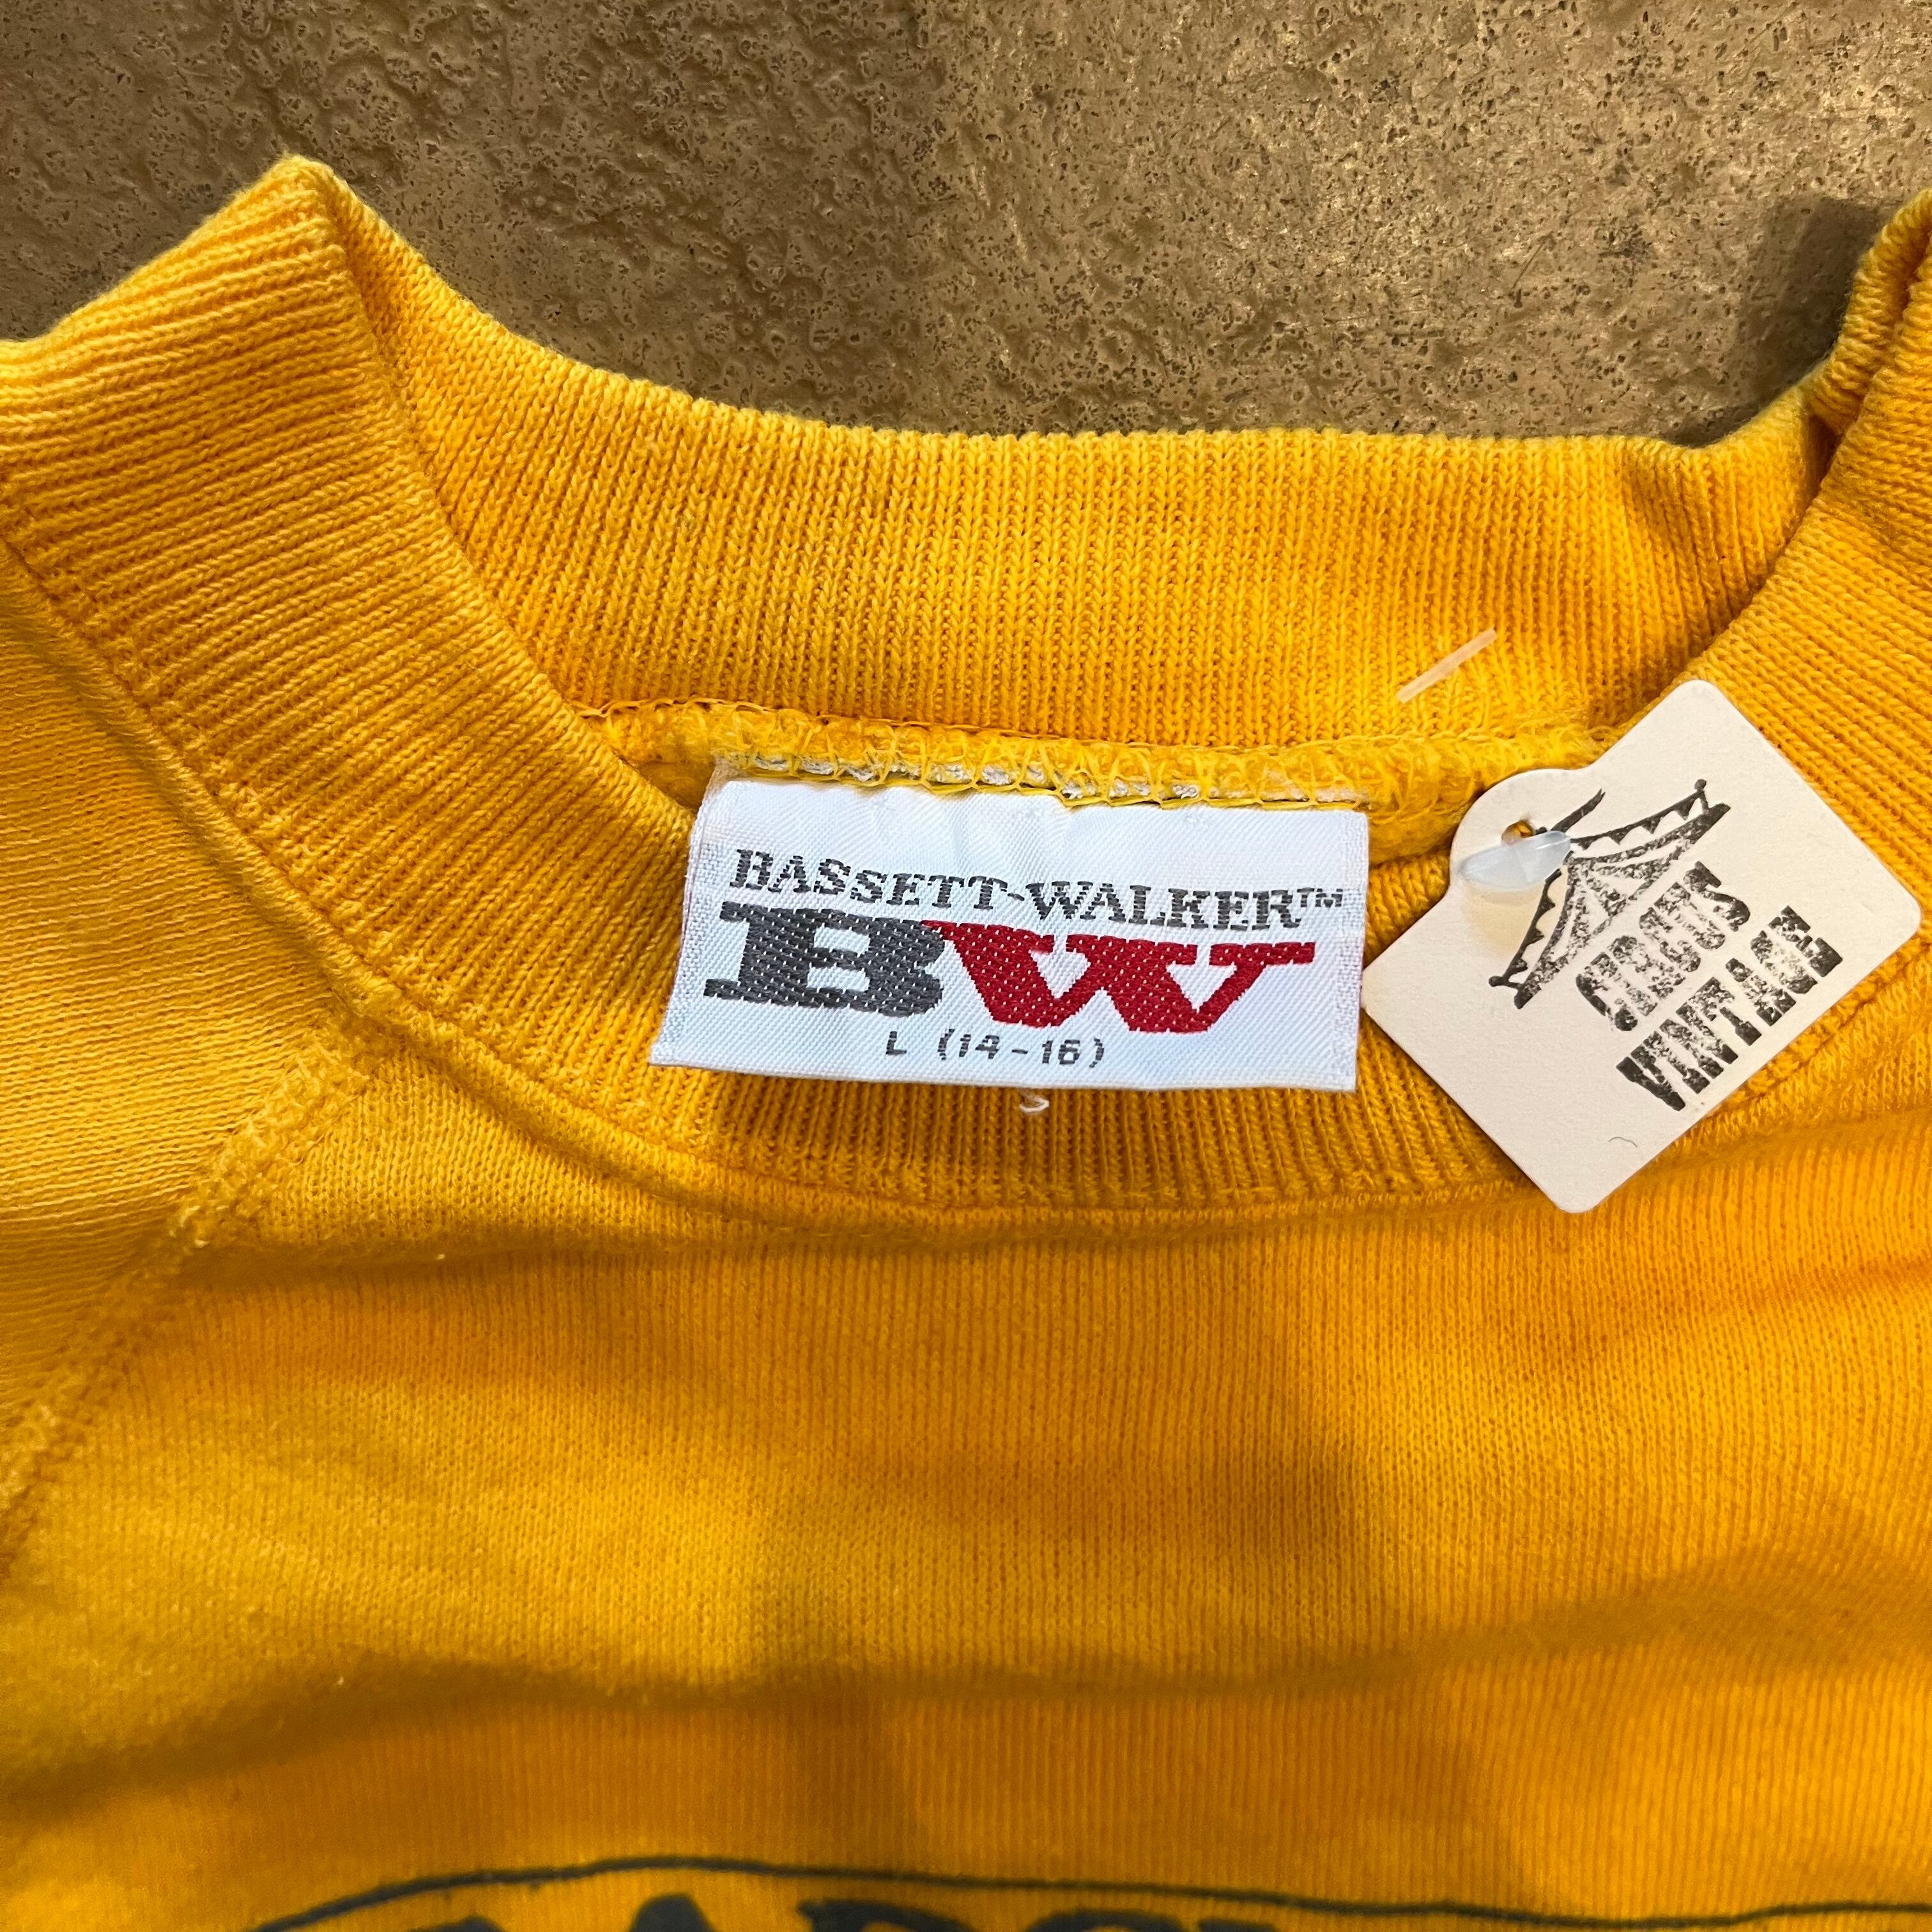 BASSETT-WALKER™
BW
L (14-16)
CIRCUS
VINTAGE